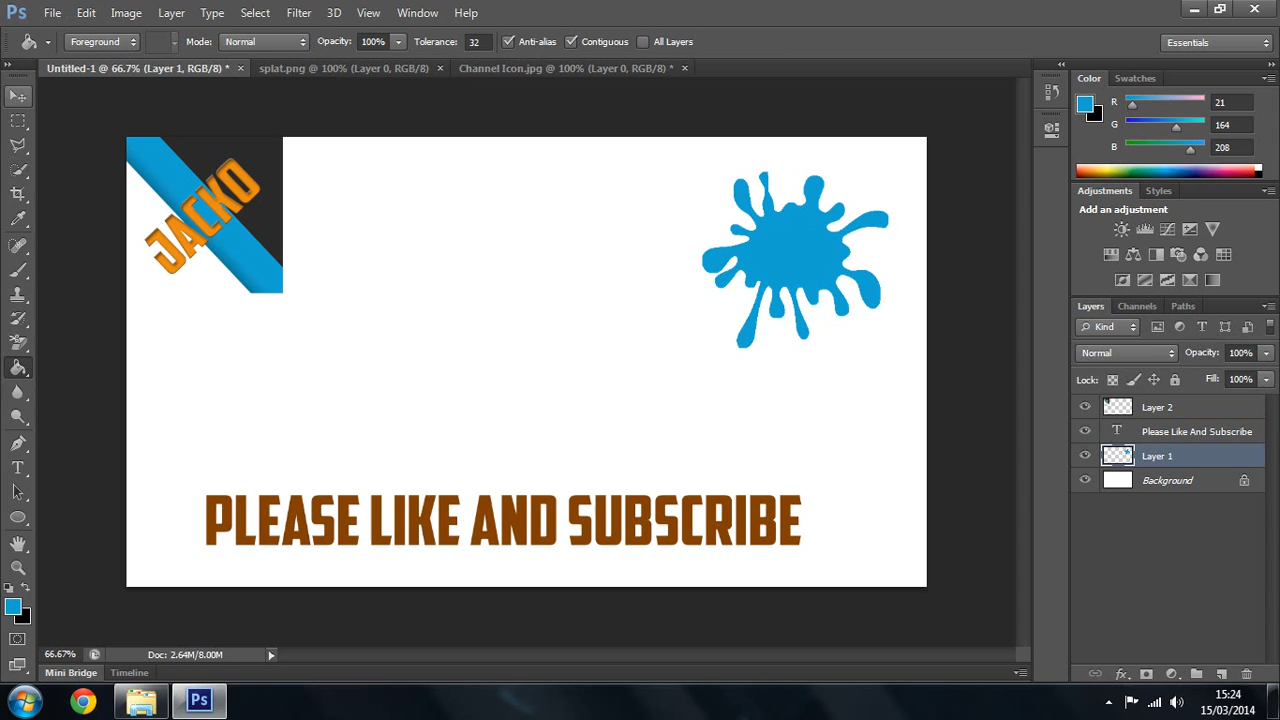 Ps File Edit Image Layer Type Select Filter 3D View Window Help
Foreground Mode: Normal Opacity: 100% Tolerance: 32 Anti-alias Contiguous All Layers Essentials
Untitled-1 @ 66.7% (Layer 1, RGB/8) * × splat.png @ 100% (Layer 0, RGB/8) × Channel Icon.jpg @ 100% (Layer 0, RGB/8) * ×
Color Swatches
R 21
G 164
B 208
Adjustments Styles
Add an adjustment
JACKO
Layers Channels Paths
Kind
Normal Opacity: 100%
Lock: Fill: 100%
Layer 2
T Please Like And Subscribe
Layer 1
Background
PLEASE LIKE AND SUBSCRIBE
66.67% Doc: 2.64M/8.00M
Mini Bridge Timeline
Ps
15:24
15/03/2014